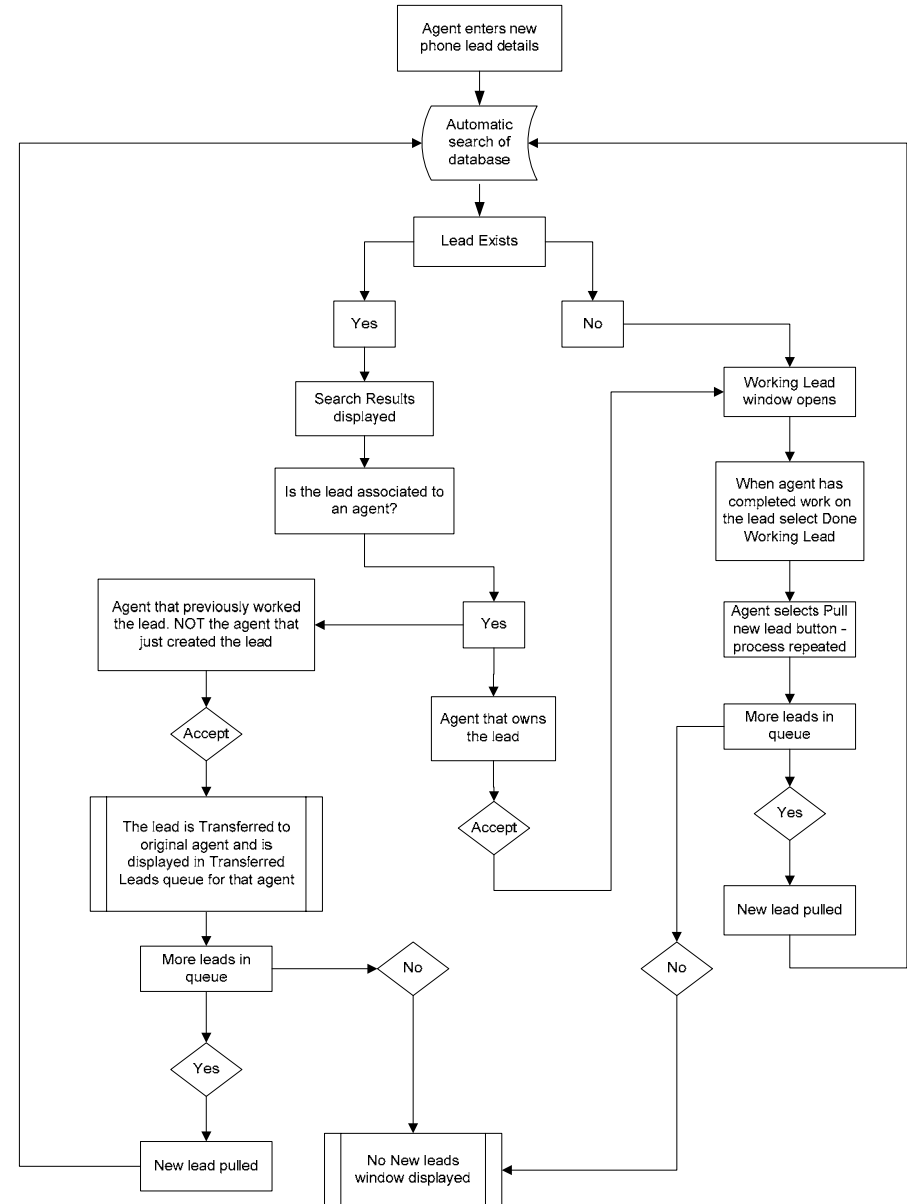 Agent enters new
phone lead details
Automatic
search of
database
Lead Exists
Yes
No
Search Results
displayed
Working Lead
window opens
Is the lead associated to
an agent?
When agent has
completed work on
the lead select Done
Working Lead
Agent that previously worked
the lead. NOT the agent that
just created the lead
Yes
Agent selects Pull
new lead button -
process repeated
Agent that owns
the lead
More leads in
queue
Accept
Accept
Yes
The lead is Transferred to
original agent and is
displayed in Transferred
Leads queue for that agent
New lead pulled
More leads in
queue
No
No
Yes
New lead pulled
No New leads
window displayed